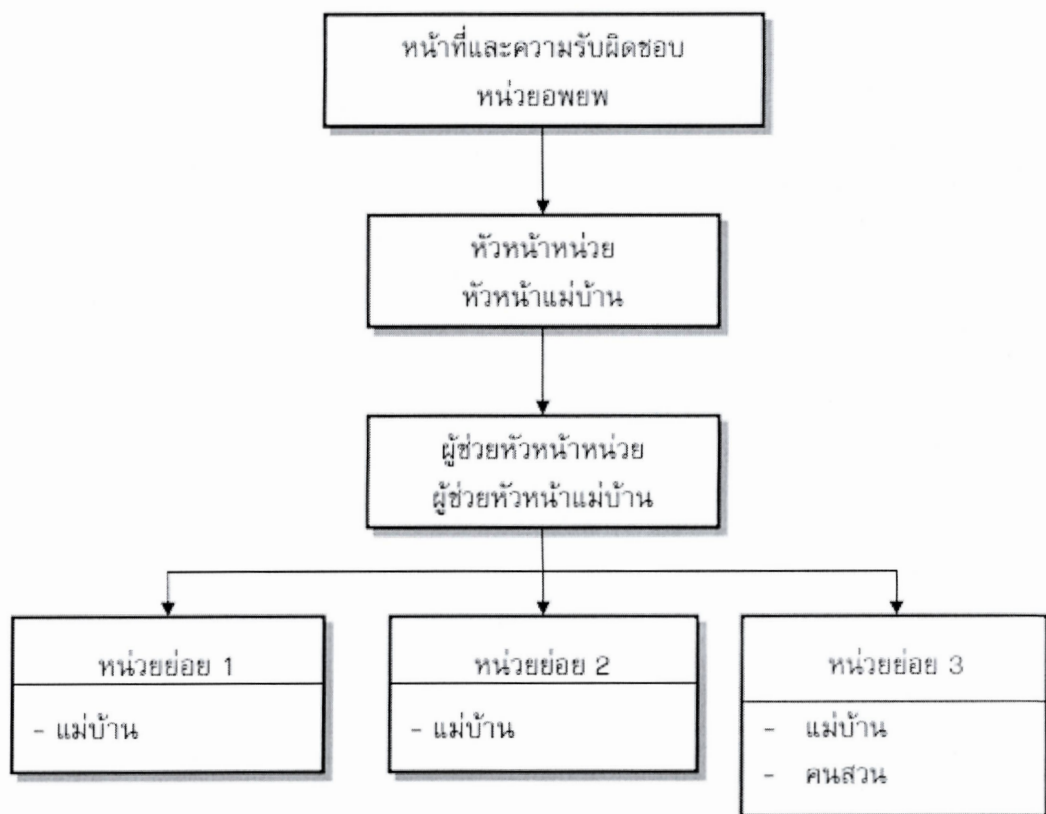 หน้าที่และความรับผิดชอบ
หน่วยอพยพ
หัวหน้าหน่วย
หัวหน้าแม่บ้าน
ผู้ช่วยหัวหน้าหน่วย
ผู้ช่วยหัวหน้าแม่บ้าน
หน่วยย่อย 1
- แม่บ้าน
หน่วยย่อย 2
- แม่บ้าน
หน่วยย่อย 3
- แม่บ้าน
- คนสวน